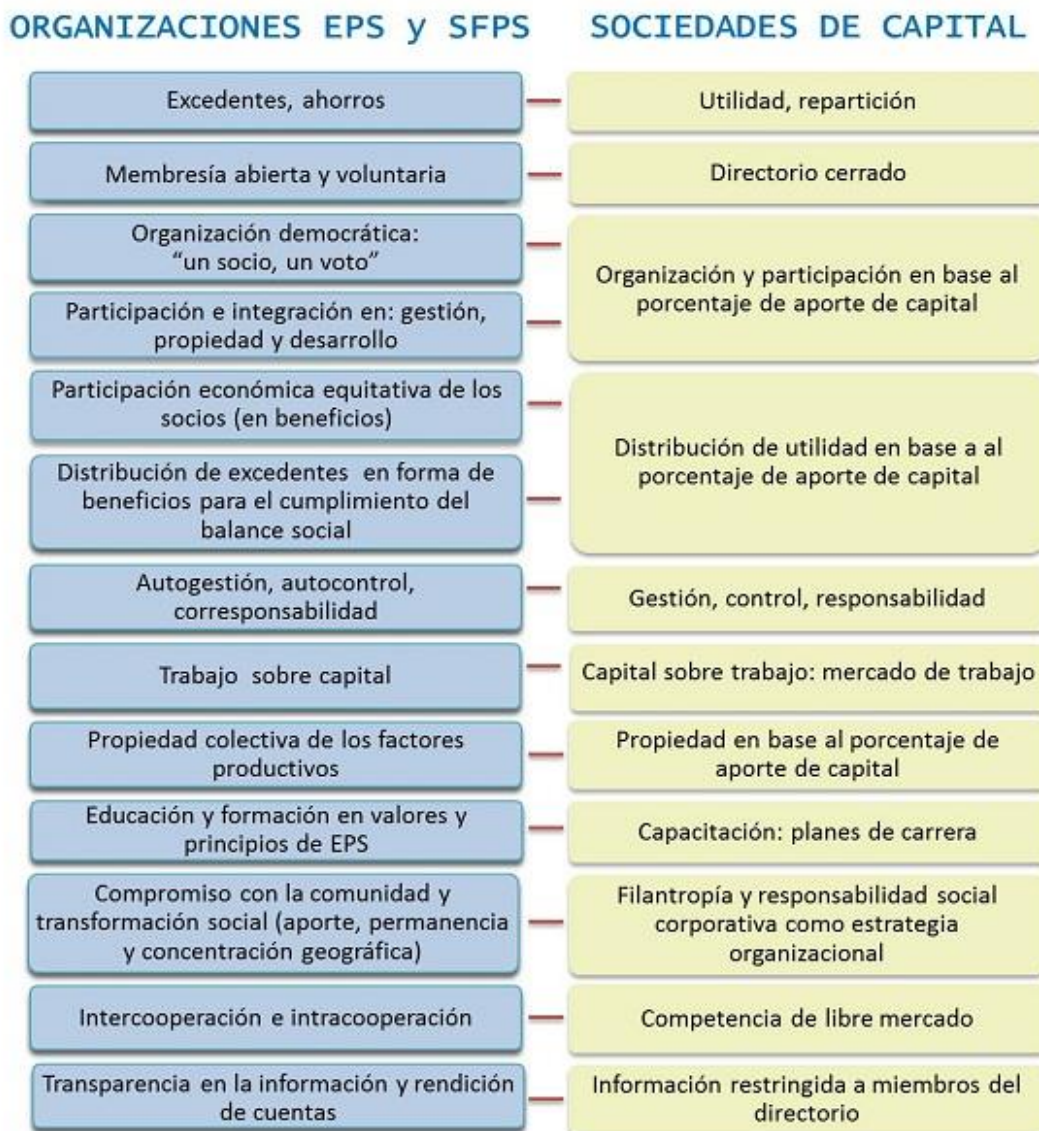 ORGANIZACIONES EPS y SFPS
SOCIEDADES DE CAPITAL
Excedentes, ahorros
Utilidad, repartición
Membresía abierta y voluntaria
Directorio cerrado
Organización democrática:
“un socio, un voto”
Participación e integración en: gestión,
propiedad y desarrollo
Organización y participación en base al
porcentaje de aporte de capital
Participación económica equitativa de los
socios (en beneficios)
Distribución de excedentes en forma de
beneficios para el cumplimiento del
balance social
Distribución de utilidad en base a al
porcentaje de aporte de capital
Autogestión, autocontrol,
corresponsabilidad
Gestión, control, responsabilidad
Trabajo sobre capital
Capital sobre trabajo: mercado de trabajo
Propiedad colectiva de los factores
productivos
Propiedad en base al porcentaje de
aporte de capital
Educación y formación en valores y
principios de EPS
Capacitación: planes de carrera
Compromiso con la comunidad y
transformación social (aporte, permanencia
y concentración geográfica)
Filantropía y responsabilidad social
corporativa como estrategia
organizacional
Intercooperación e intracooperación
Competencia de libre mercado
Transparencia en la información y rendición
de cuentas
Información restringida a miembros del
directorio